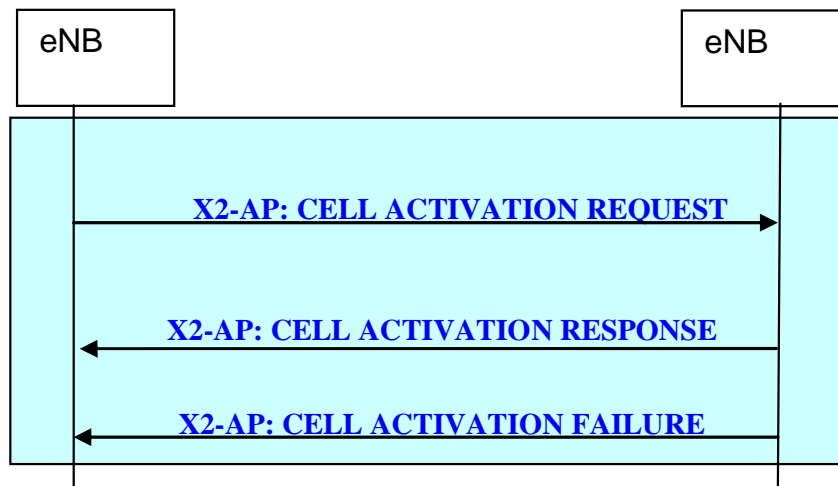 eNB
eNB
X2-AP: CELL ACTIVATION REQUEST
X2-AP: CELL ACTIVATION RESPONSE
X2-AP: CELL ACTIVATION FAILURE